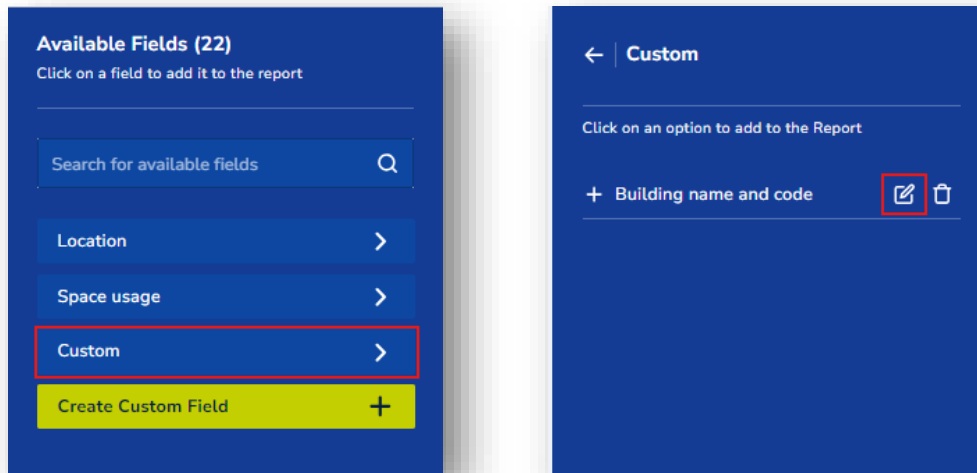 Available Fields (22)
Click on a field to add it to the report
Search for available fields
Location
Space usage
Custom
Create Custom Field
Custom
Click on an option to add to the Report
Building name and code